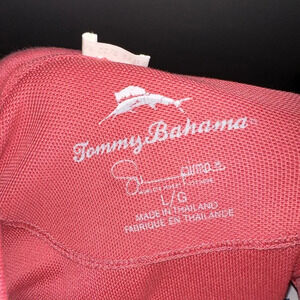 Tommy Bahama
L/G
MADE IN THAILAND
FABRIQUÉ EN THAÏLANDE